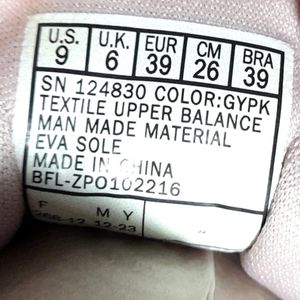 U.S. U.K. EUR CM BRA
9 6 39 26 39
SN 124830 COLOR:GYPK
TEXTILE UPPER BALANCE
MAN MADE MATERIAL
EVA SOLE
MADE IN CHINA
BFL-ZPO102216
F M Y
12-23